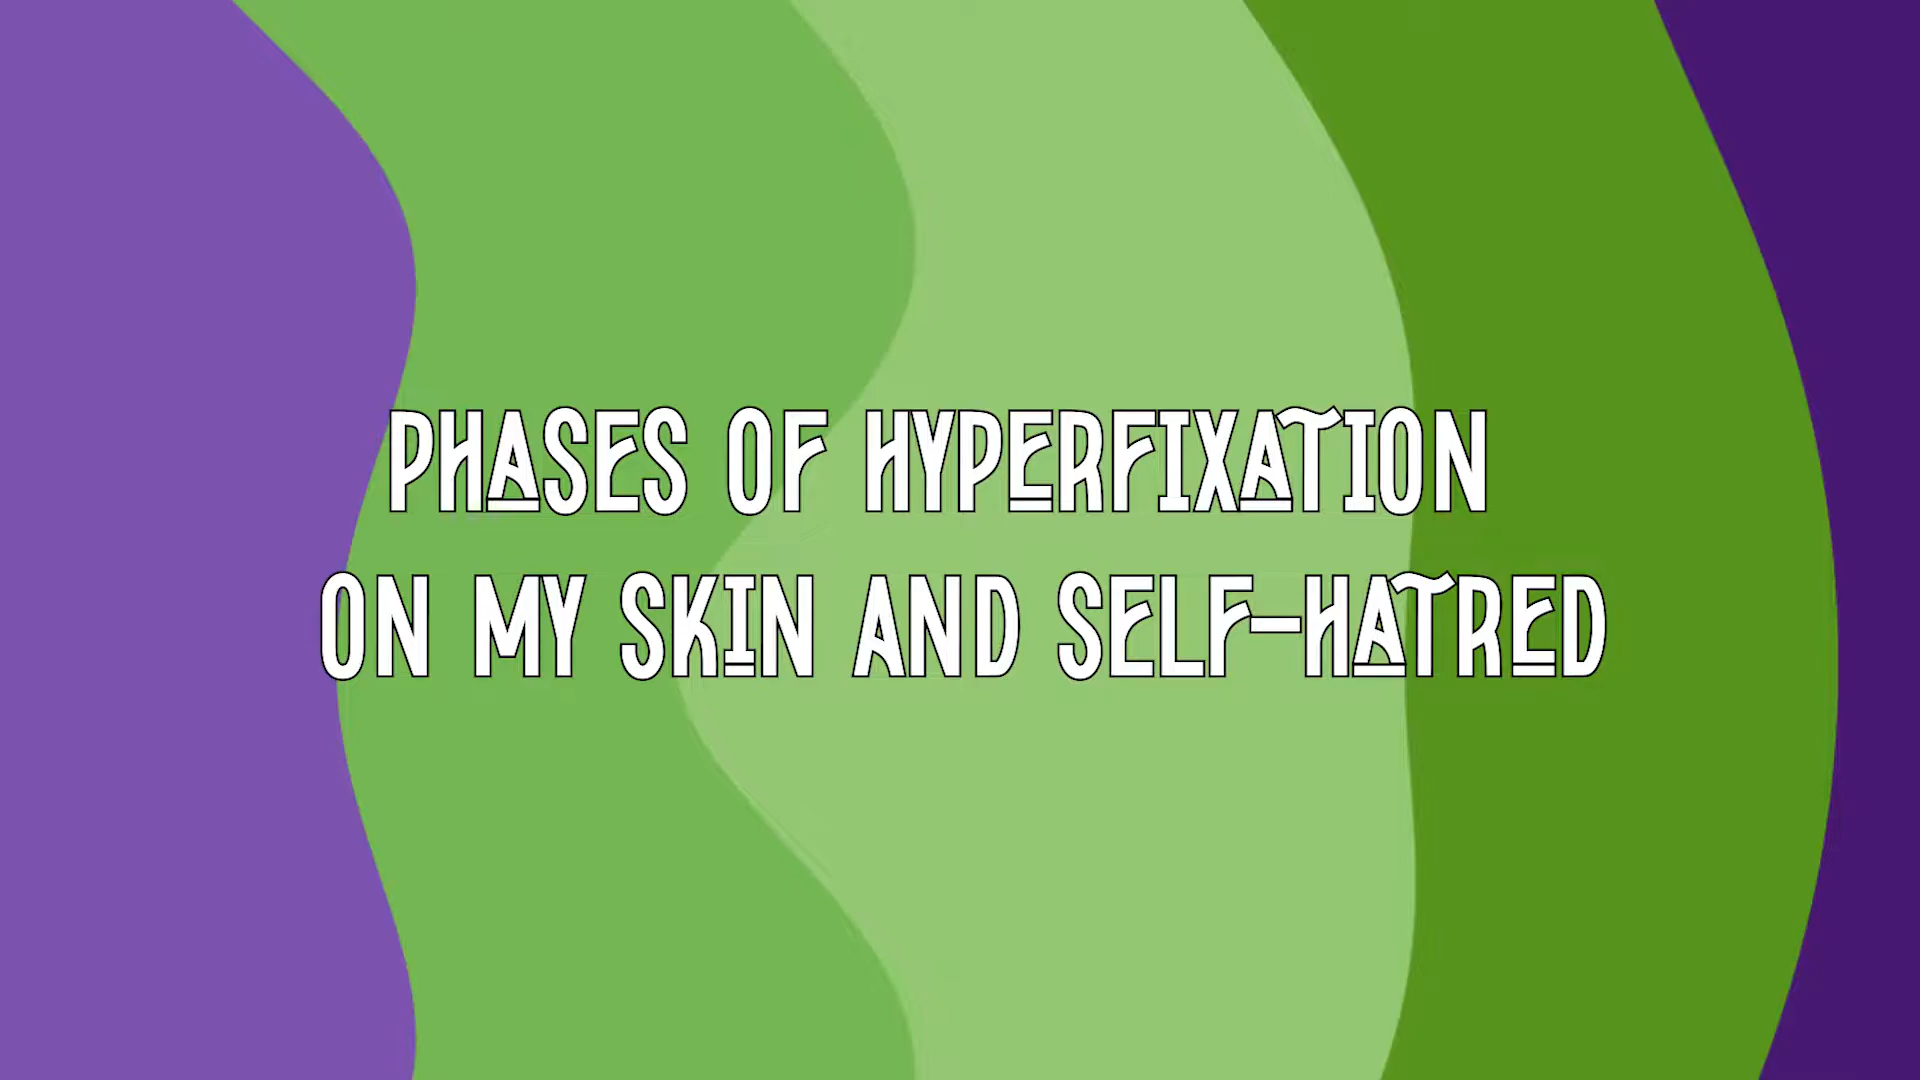 PHASES OF HYPERFIXATION
ON MY SKIN AND SELF-HATRED